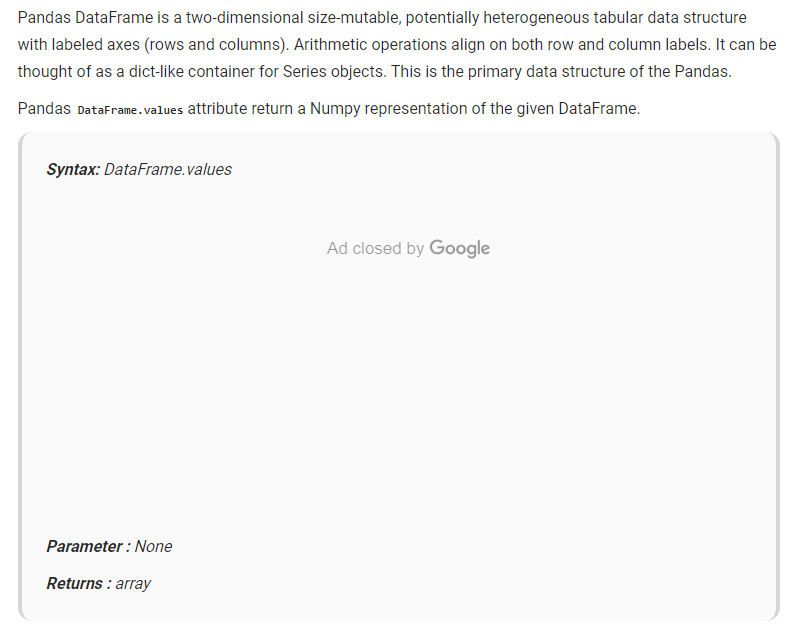 Pandas DataFrame is a two-dimensional size-mutable, potentially heterogeneous tabular data structure
with labeled axes (rows and columns). Arithmetic operations align on both row and column labels. It can be
thought of as a dict-like container for Series objects. This is the primary data structure of the Pandas.
Pandas DataFrame.values attribute return a Numpy representation of the given DataFrame.
Syntax: DataFrame.values
Ad closed by Google
Parameter : None
Returns : array